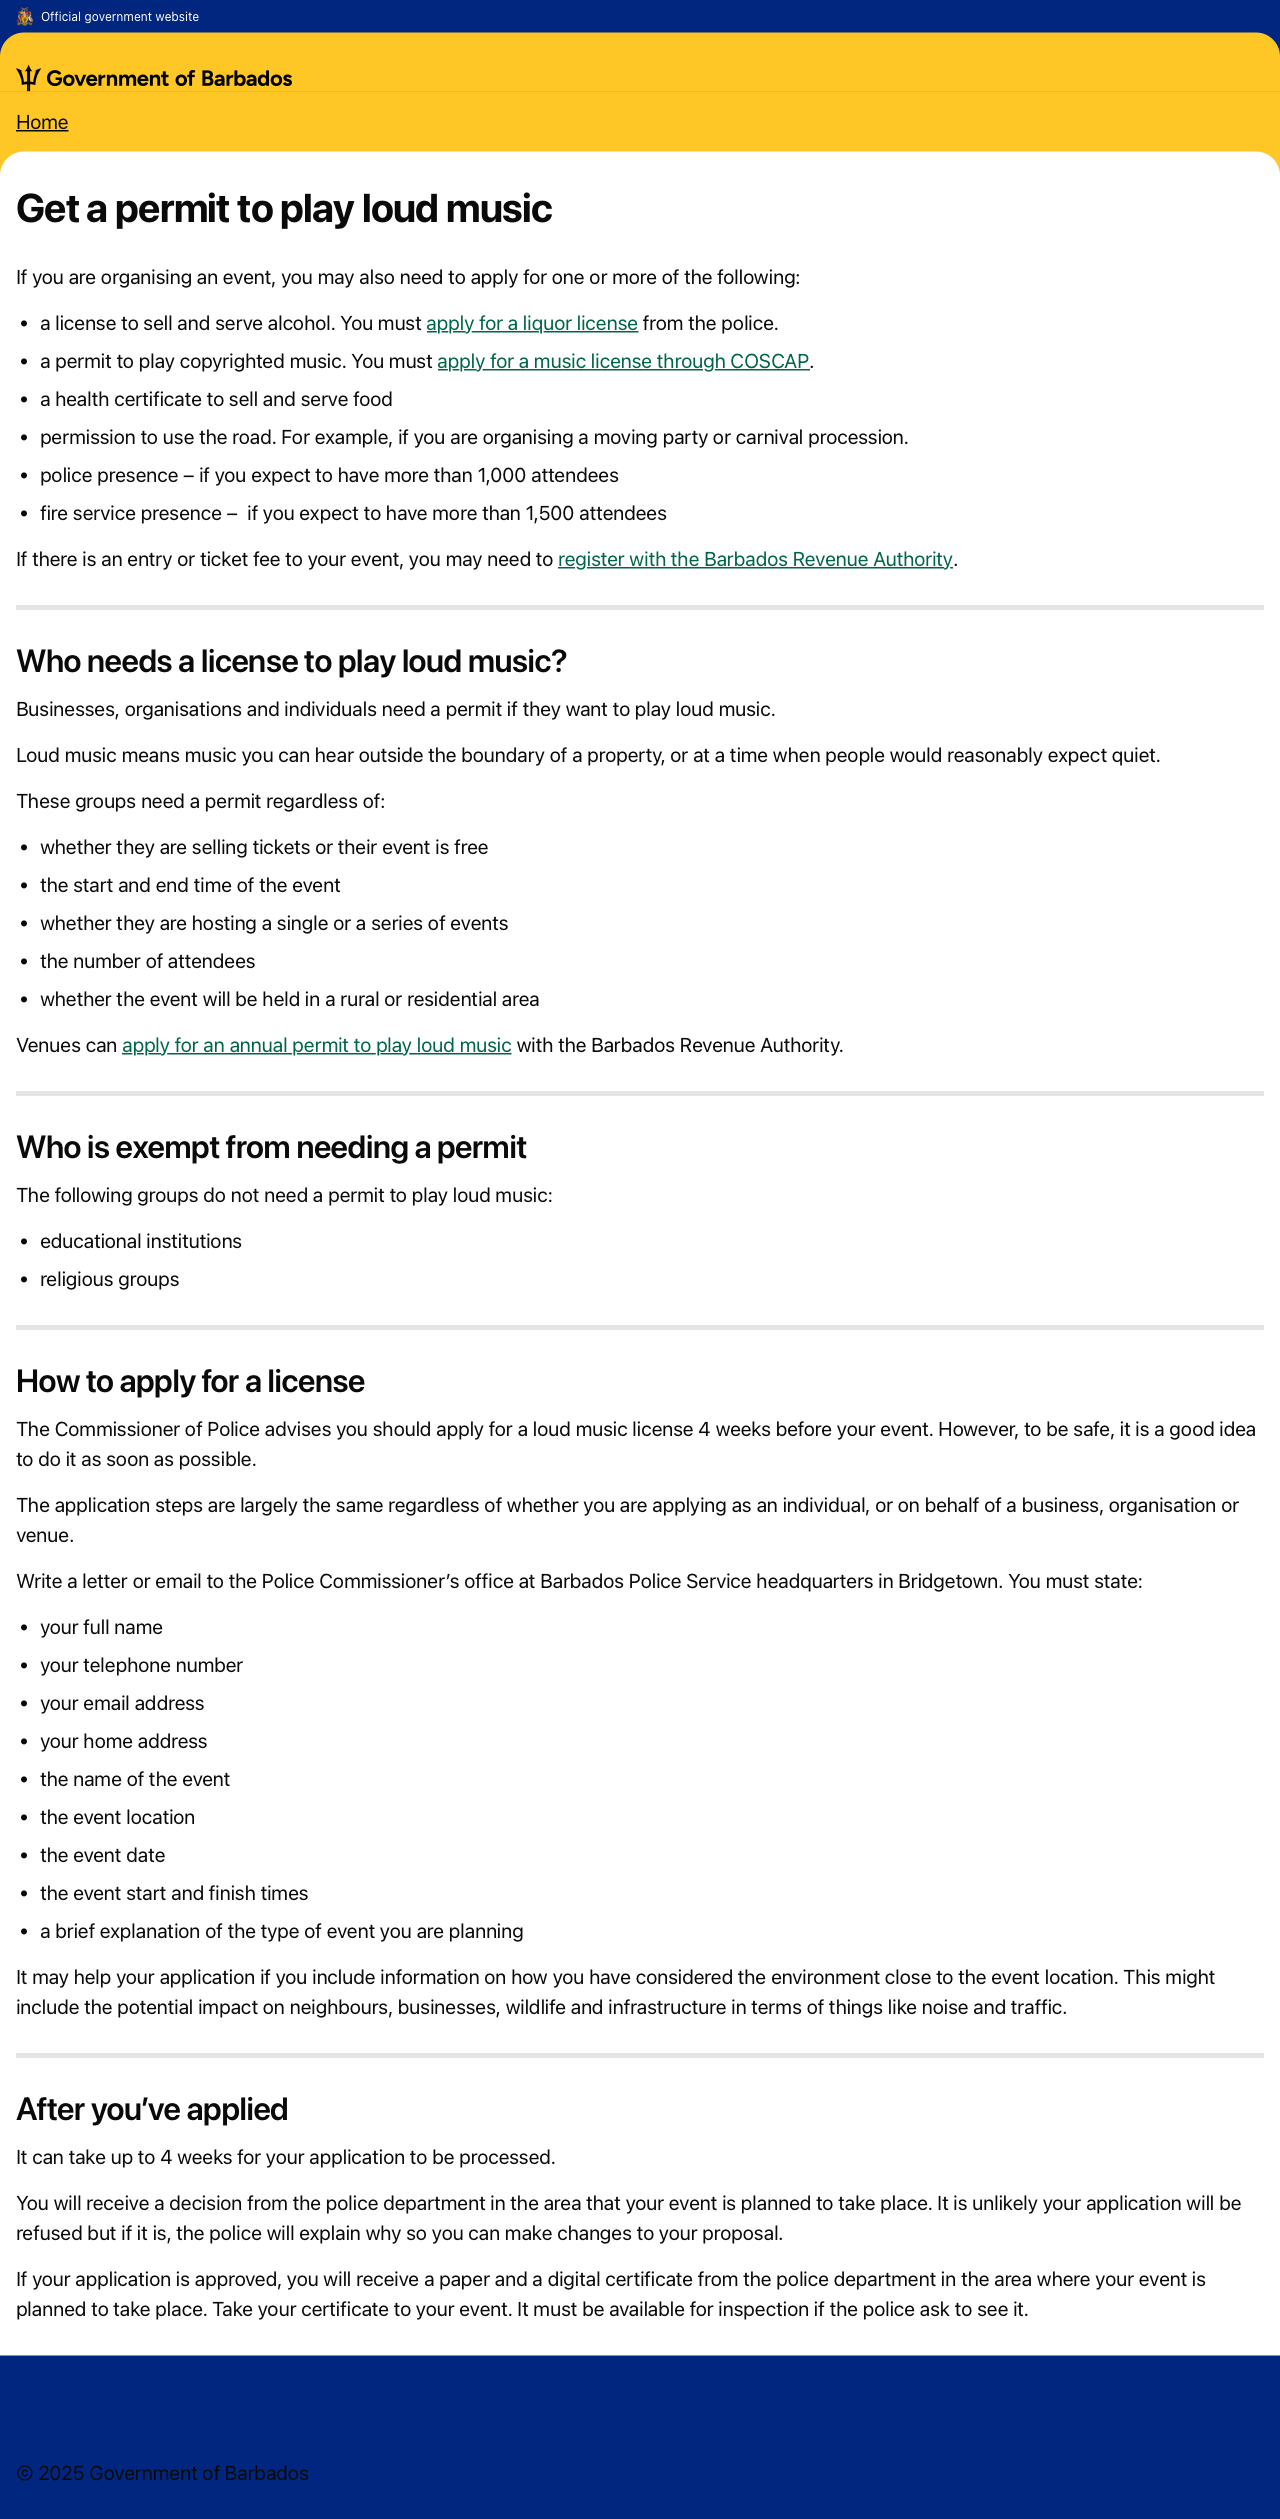 Official government website
Government of Barbados
Home
Get a permit to play loud music
If you are organising an event, you may also need to apply for one or more of the following:
• a license to sell and serve alcohol. You must apply for a liquor license from the police.
• a permit to play copyrighted music. You must apply for a music license through COSCAP.
• a health certificate to sell and serve food
• permission to use the road. For example, if you are organising a moving party or carnival procession.
• police presence – if you expect to have more than 1,000 attendees
• fire service presence –  if you expect to have more than 1,500 attendees
If there is an entry or ticket fee to your event, you may need to register with the Barbados Revenue Authority.
Who needs a license to play loud music?
Businesses, organisations and individuals need a permit if they want to play loud music.
Loud music means music you can hear outside the boundary of a property, or at a time when people would reasonably expect quiet.
These groups need a permit regardless of:
• whether they are selling tickets or their event is free
• the start and end time of the event
• whether they are hosting a single or a series of events
• the number of attendees
• whether the event will be held in a rural or residential area
Venues can apply for an annual permit to play loud music with the Barbados Revenue Authority.
Who is exempt from needing a permit
The following groups do not need a permit to play loud music:
• educational institutions
• religious groups
How to apply for a license
The Commissioner of Police advises you should apply for a loud music license 4 weeks before your event. However, to be safe, it is a good idea
to do it as soon as possible.
The application steps are largely the same regardless of whether you are applying as an individual, or on behalf of a business, organisation or
venue.
Write a letter or email to the Police Commissioner’s office at Barbados Police Service headquarters in Bridgetown. You must state:
• your full name
• your telephone number
• your email address
• your home address
• the name of the event
• the event location
• the event date
• the event start and finish times
• a brief explanation of the type of event you are planning
It may help your application if you include information on how you have considered the environment close to the event location. This might
include the potential impact on neighbours, businesses, wildlife and infrastructure in terms of things like noise and traffic.
After you’ve applied
It can take up to 4 weeks for your application to be processed.
You will receive a decision from the police department in the area that your event is planned to take place. It is unlikely your application will be
refused but if it is, the police will explain why so you can make changes to your proposal.
If your application is approved, you will receive a paper and a digital certificate from the police department in the area where your event is
planned to take place. Take your certificate to your event. It must be available for inspection if the police ask to see it.
© 2025 Government of Barbados